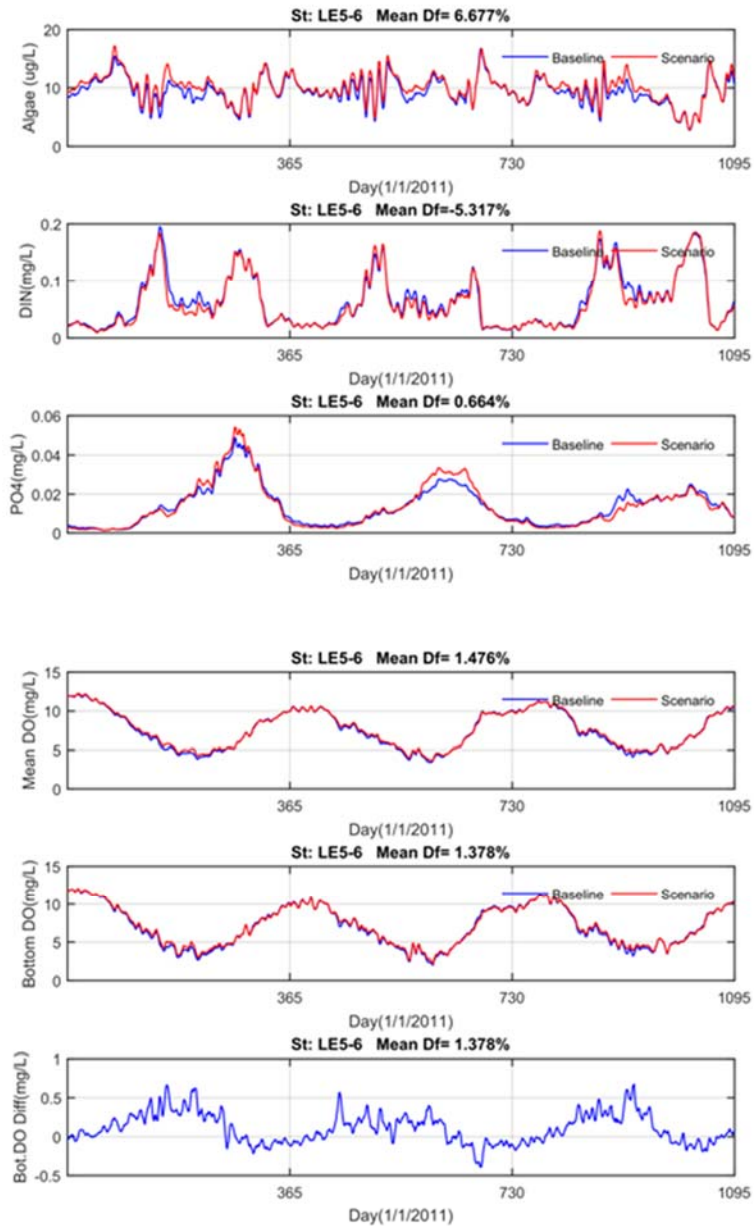 St: LE5-6 Mean Df= 6.677%
Algae (ug/L)
20
10
0
Baseline
Scenario
365
730
1095
Day(1/1/2011)
St: LE5-6 Mean Df=-5.317%
DIN(mg/L)
0.2
0.1
0
Baseline
Scenario
365
730
1095
Day(1/1/2011)
St: LE5-6 Mean Df= 0.664%
PO4(mg/L)
0.06
0.04
0.02
0
Baseline
Scenario
365
730
1095
Day(1/1/2011)
St: LE5-6 Mean Df= 1.476%
Mean DO(mg/L)
15
10
5
0
Baseline
Scenario
365
730
1095
Day(1/1/2011)
St: LE5-6 Mean Df= 1.378%
Bottom DO(mg/L)
15
10
5
0
Baseline
Scenario
365
730
1095
Day(1/1/2011)
St: LE5-6 Mean Df= 1.378%
Bot.DO Diff(mg/L)
1
0.5
0
-0.5
365
730
1095
Day(1/1/2011)